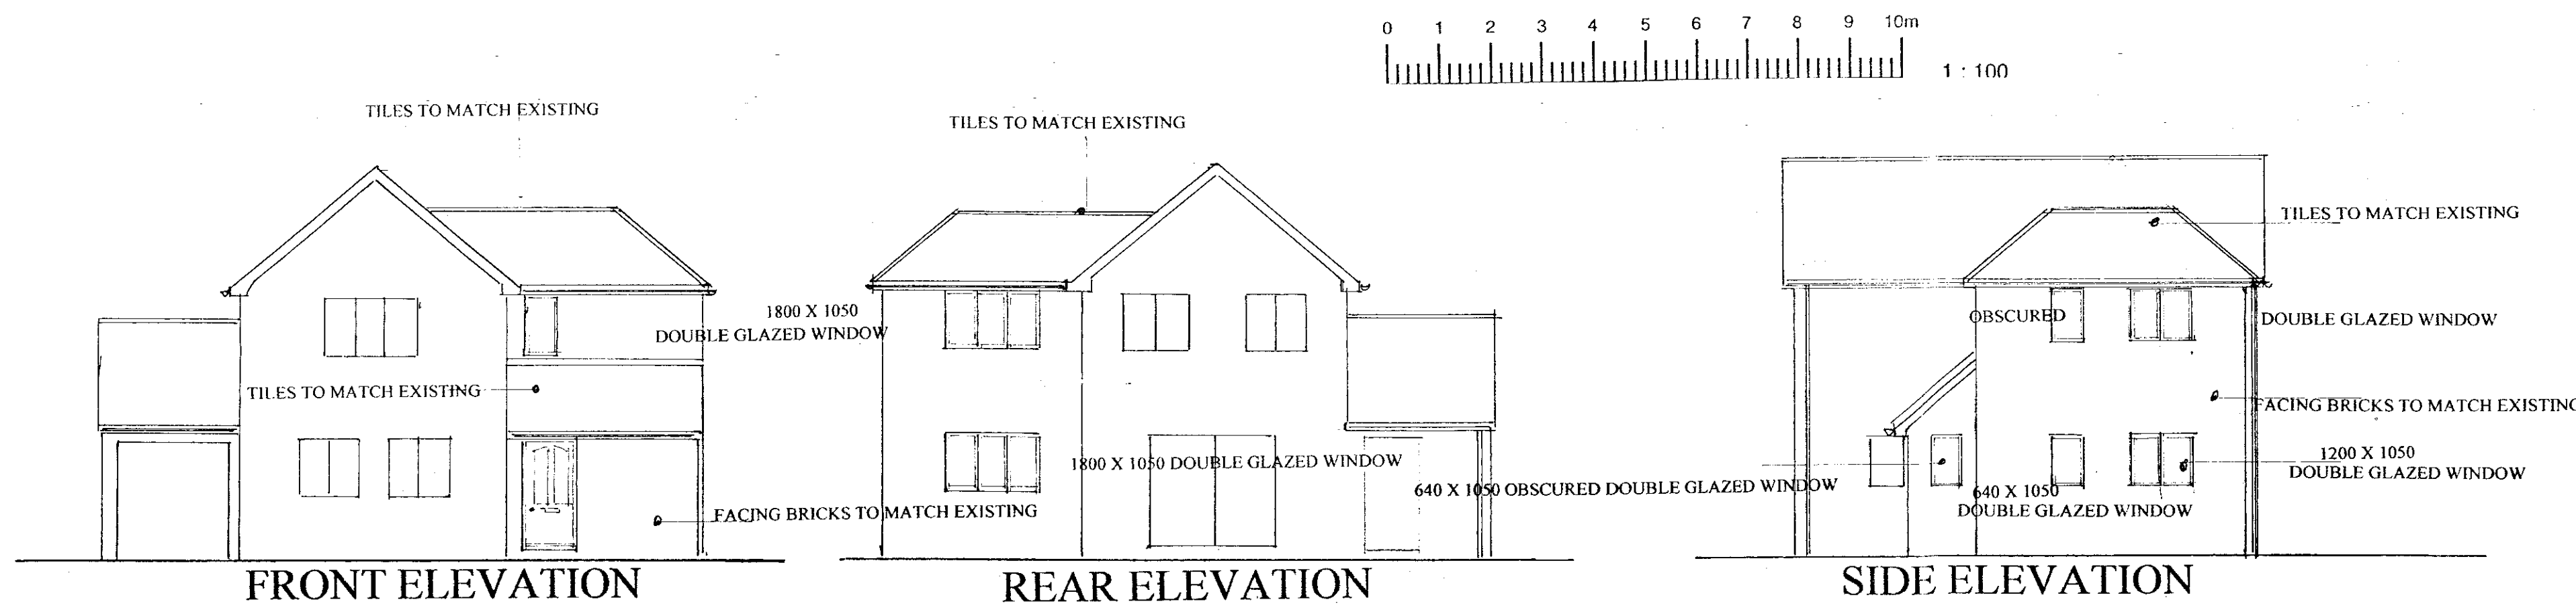 0 1 2 3 4 5 6 7 8 9 10m
1 : 100
TILES TO MATCH EXISTING
TILES TO MATCH EXISTING
TILES TO MATCH EXISTING
1800 X 1050
DOUBLE GLAZED WINDOW
OBSCURED
DOUBLE GLAZED WINDOW
TILES TO MATCH EXISTING
FACING BRICKS TO MATCH EXISTING
1800 X 1050 DOUBLE GLAZED WINDOW
1200 X 1050
DOUBLE GLAZED WINDOW
640 X 1050 OBSCURED DOUBLE GLAZED WINDOW
640 X 1050
DOUBLE GLAZED WINDOW
FACING BRICKS TO MATCH EXISTING
FRONT ELEVATION
REAR ELEVATION
SIDE ELEVATION